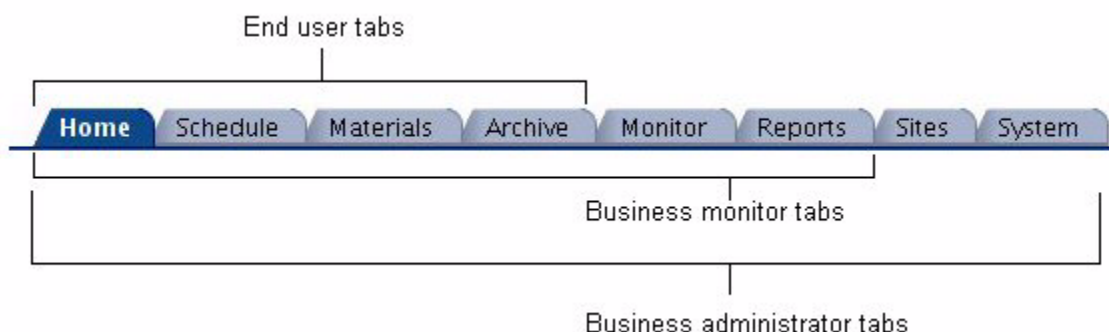 End user tabs
Home Schedule Materials Archive Monitor Reports Sites System
Business monitor tabs
Business administrator tabs